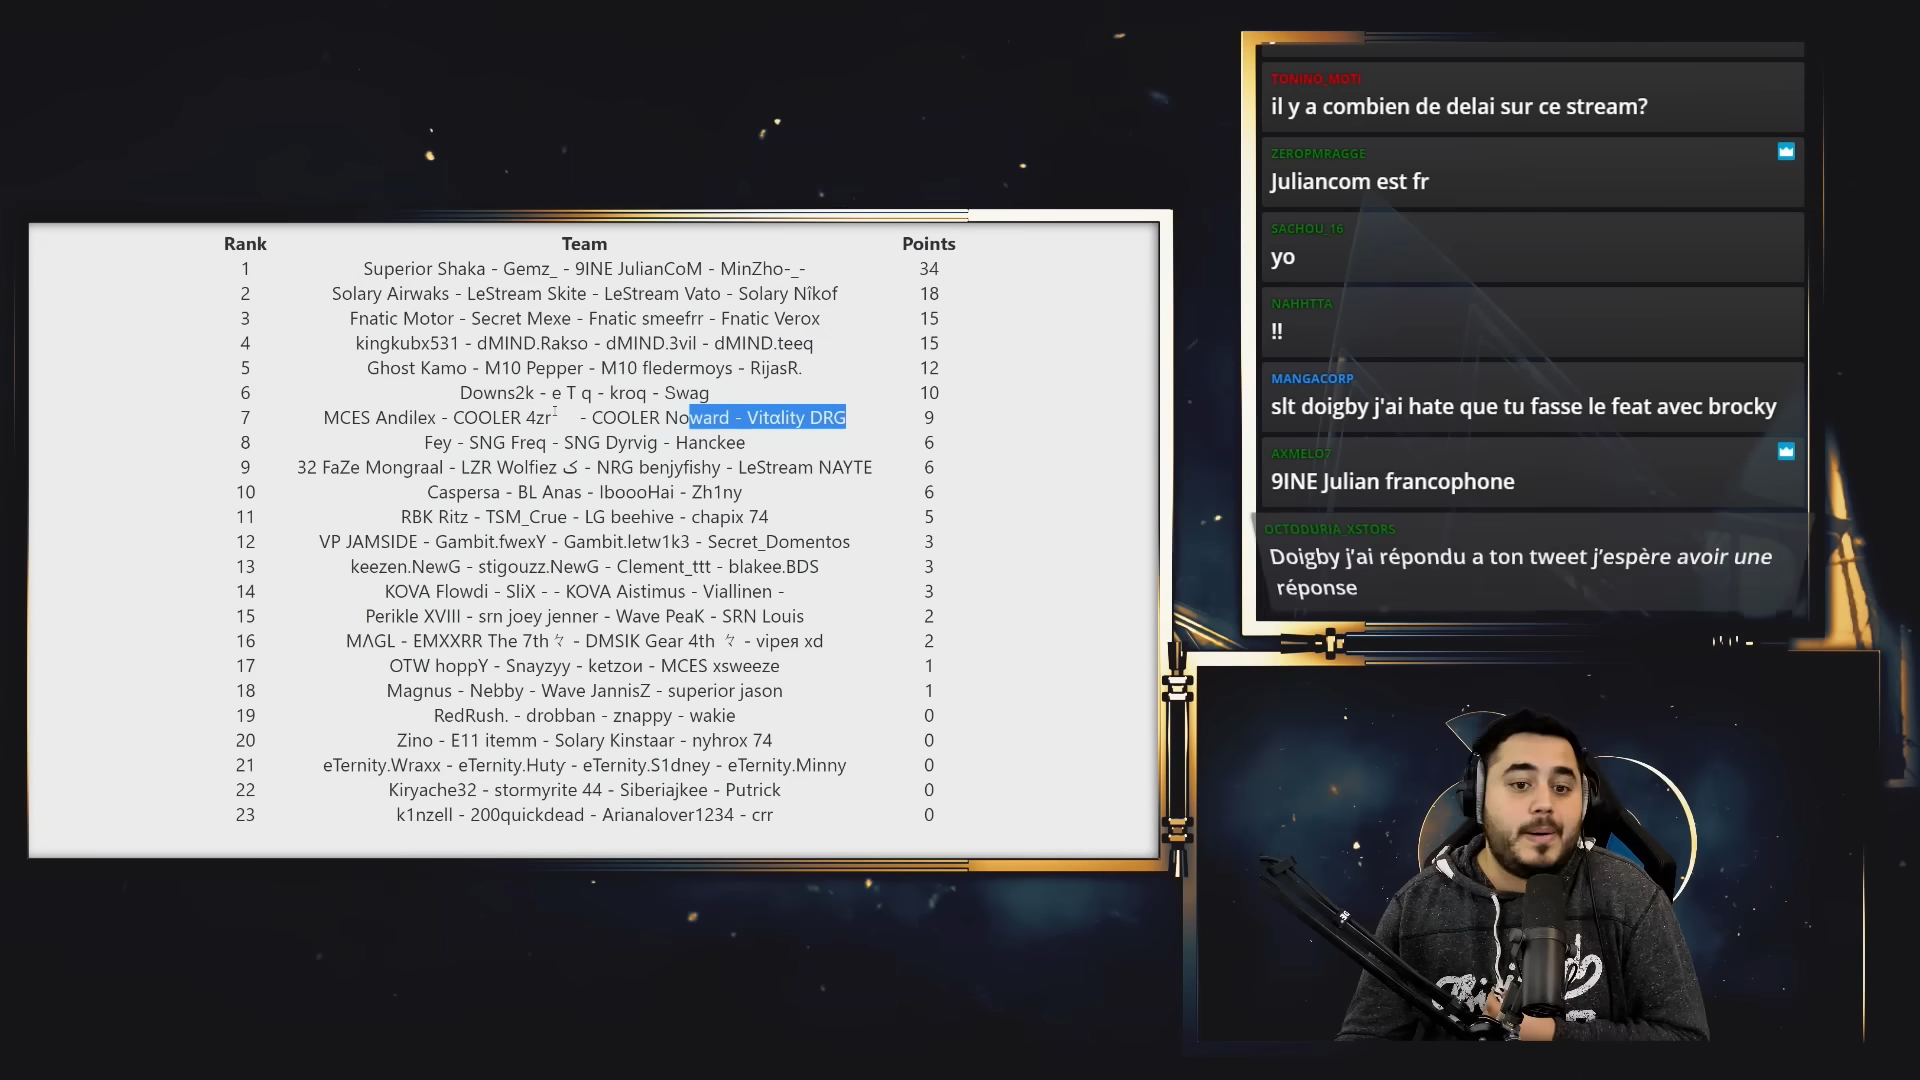 Rank Team Points
1 Superior Shaka - Gemz_ - 9INE JulianCoM - MinZho-_- 34
2 Solary Airwaks - LeStream Skite - LeStream Vato - Solary Nîkof 18
3 Fnatic Motor - Secret Mexe - Fnatic smeefrr - Fnatic Verox 15
4 kingkubx531 - dMIND.Rakso - dMIND.3vil - dMIND.teeq 15
5 Ghost Kamo - M10 Pepper - M10 fledermoys - RijasR. 12
6 Downs2k - e T q - kroq - Swag 10
7 MCES Andilex - COOLER 4zr - COOLER Noward - Vitαlity DRG 9
8 Fey - SNG Freq - SNG Dyrvig - Hanckee 6
9 32 FaZe Mongraal - LZR Wolfiez ک - NRG benjyfishy - LeStream NAYTE 6
10 Caspersa - BL Anas - IboooHai - Zh1ny 6
11 RBK Ritz - TSM_Crue - LG beehive - chapix 74 5
12 VP JAMSIDE - Gambit.fwexY - Gambit.letw1k3 - Secret_Domentos 3
13 keezen.NewG - stigouzz.NewG - Clement_ttt - blakee.BDS 3
14 KOVA Flowdi - SliX - - KOVA Aistimus - Viallinen - 3
15 Perikle XVIII - srn joey jenner - Wave PeaK - SRN Louis 2
16 MΛGL - EMXXRR The 7th ㄅ - DMSIK Gear 4th ㄅ - vipeя xd 2
17 OTW hoppY - Snayzyy - ketzoи - MCES xsweeze 1
18 Magnus - Nebby - Wave JannisZ - superior jason 1
19 RedRush. - drobban - znappy - wakie 0
20 Zino - E11 itemm - Solary Kinstaar - nyhrox 74 0
21 eTernity.Wraxx - eTernity.Huty - eTernity.S1dney - eTernity.Minny 0
22 Kiryache32 - stormyrite 44 - Siberiajkee - Putrick 0
23 k1nzell - 200quickdead - Arianalover1234 - crr 0
TONINO_MOTI
il y a combien de delai sur ce stream?
ZEROPMRAGGE
Juliancom est fr
SACHOU_16
yo
NAHHTTA
!!
MANGACORP
slt doigby j'ai hate que tu fasse le feat avec brocky
AXMELO7
9INE Julian francophone
OCTODURIA_XSTORS
Doigby j'ai répondu a ton tweet j'espère avoir une
réponse